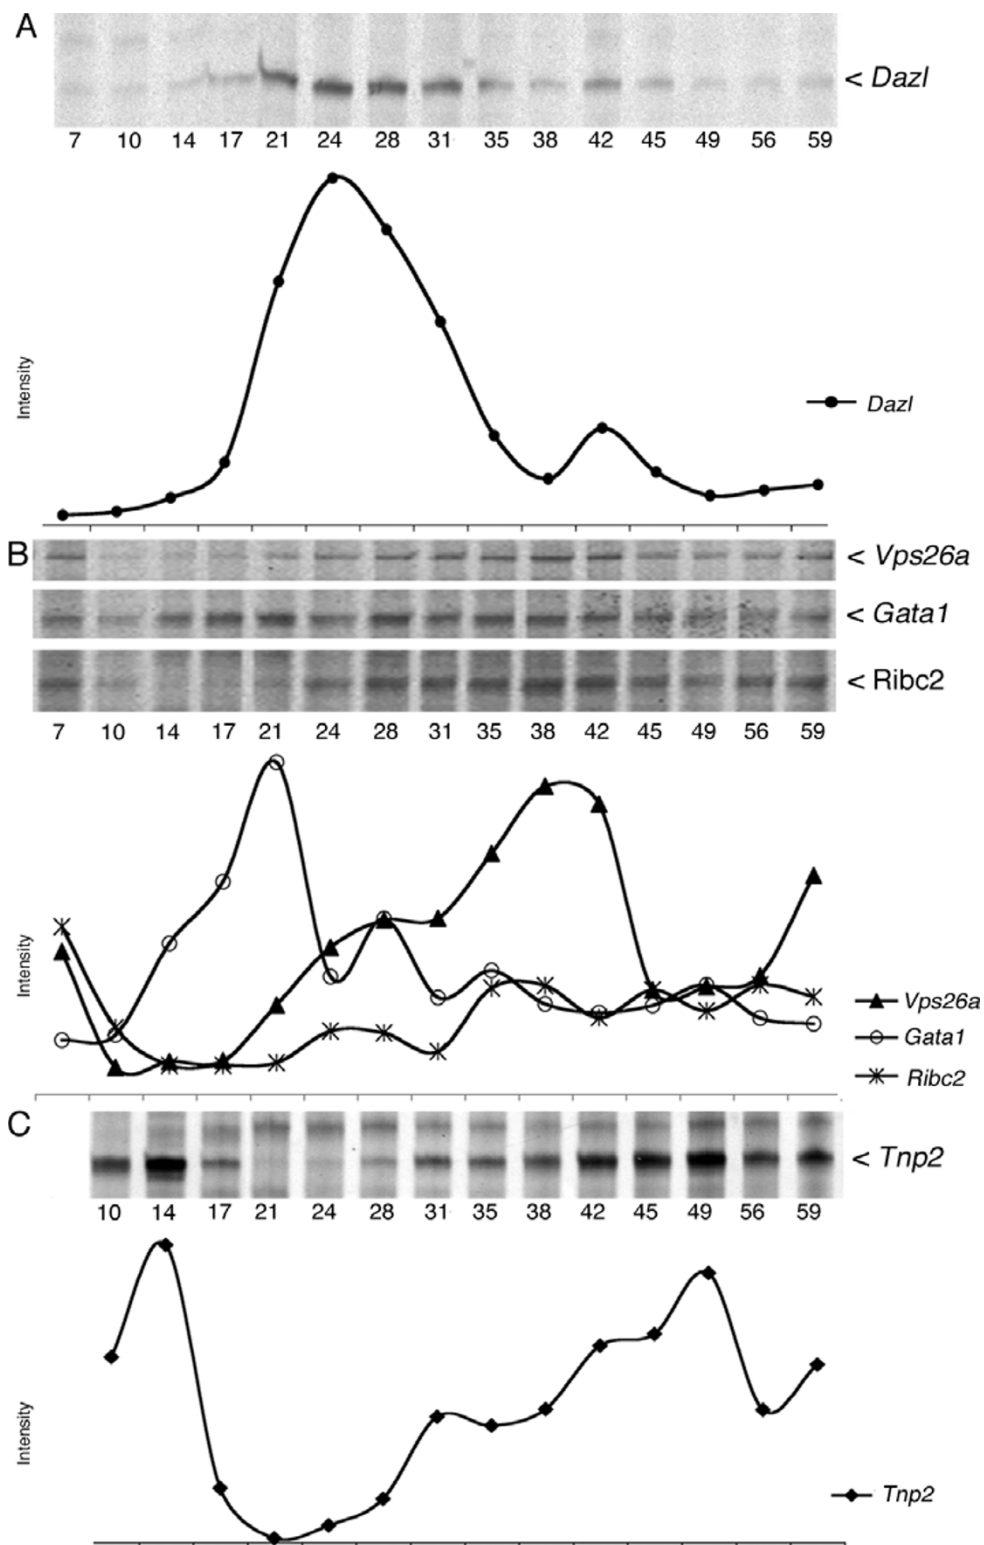 A
< Dazl
7 10 14 17 21 24 28 31 35 38 42 45 49 56 59
Intensity
Dazl
B
< Vps26a
< Gata1
< Ribc2
7 10 14 17 21 24 28 31 35 38 42 45 49 56 59
Intensity
Vps26a
Gata1
Ribc2
C
< Tnp2
10 14 17 21 24 28 31 35 38 42 45 49 56 59
Intensity
Tnp2